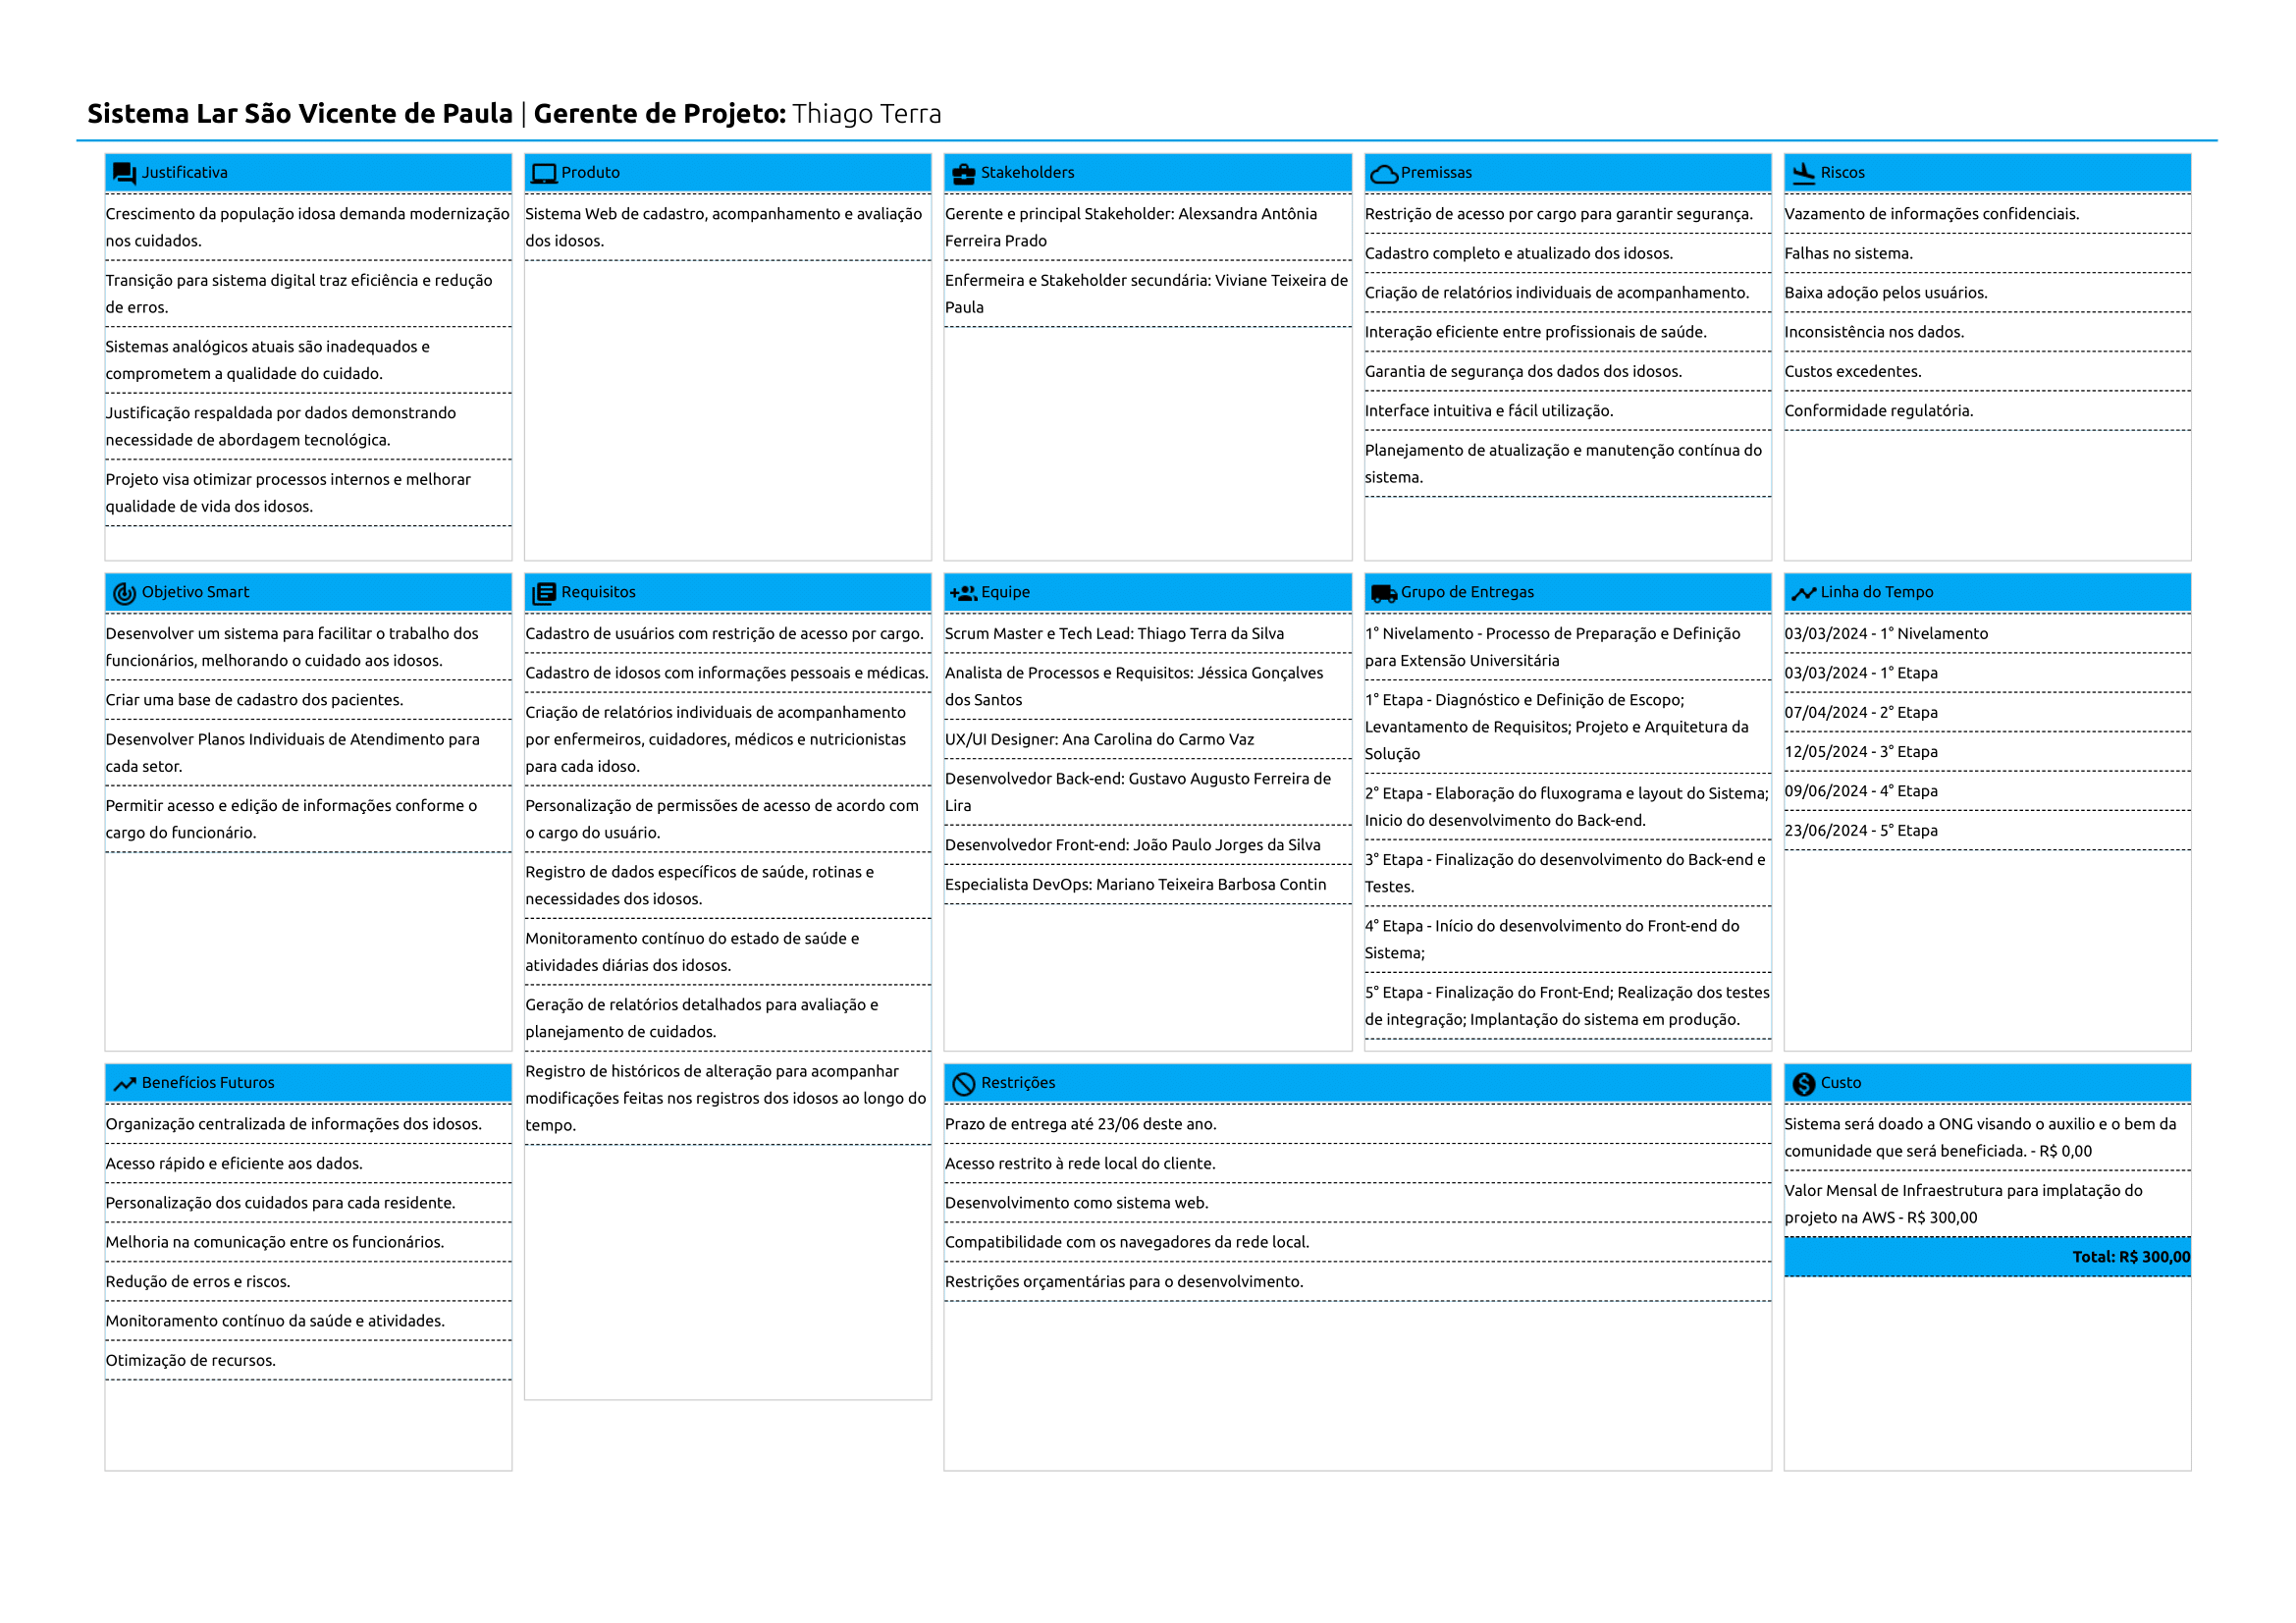 Sistema Lar São Vicente de Paula | Gerente de Projeto: Thiago Terra
Justificativa
Crescimento da população idosa demanda modernização
nos cuidados.
Transição para sistema digital traz eficiência e redução
de erros.
Sistemas analógicos atuais são inadequados e
comprometem a qualidade do cuidado.
Justificação respaldada por dados demonstrando
necessidade de abordagem tecnológica.
Projeto visa otimizar processos internos e melhorar
qualidade de vida dos idosos.
Produto
Sistema Web de cadastro, acompanhamento e avaliação
dos idosos.
Stakeholders
Gerente e principal Stakeholder: Alexsandra Antônia
Ferreira Prado
Enfermeira e Stakeholder secundária: Viviane Teixeira de
Paula
Premissas
Restrição de acesso por cargo para garantir segurança.
Cadastro completo e atualizado dos idosos.
Criação de relatórios individuais de acompanhamento.
Interação eficiente entre profissionais de saúde.
Garantia de segurança dos dados dos idosos.
Interface intuitiva e fácil utilização.
Planejamento de atualização e manutenção contínua do
sistema.
Riscos
Vazamento de informações confidenciais.
Falhas no sistema.
Baixa adoção pelos usuários.
Inconsistência nos dados.
Custos excedentes.
Conformidade regulatória.
Objetivo Smart
Desenvolver um sistema para facilitar o trabalho dos
funcionários, melhorando o cuidado aos idosos.
Criar uma base de cadastro dos pacientes.
Desenvolver Planos Individuais de Atendimento para
cada setor.
Permitir acesso e edição de informações conforme o
cargo do funcionário.
Requisitos
Cadastro de usuários com restrição de acesso por cargo.
Cadastro de idosos com informações pessoais e médicas.
Criação de relatórios individuais de acompanhamento
por enfermeiros, cuidadores, médicos e nutricionistas
para cada idoso.
Personalização de permissões de acesso de acordo com
o cargo do usuário.
Registro de dados específicos de saúde, rotinas e
necessidades dos idosos.
Monitoramento contínuo do estado de saúde e
atividades diárias dos idosos.
Geração de relatórios detalhados para avaliação e
planejamento de cuidados.
Registro de históricos de alteração para acompanhar
modificações feitas nos registros dos idosos ao longo do
tempo.
Equipe
Scrum Master e Tech Lead: Thiago Terra da Silva
Analista de Processos e Requisitos: Jéssica Gonçalves
dos Santos
UX/UI Designer: Ana Carolina do Carmo Vaz
Desenvolvedor Back-end: Gustavo Augusto Ferreira de
Lira
Desenvolvedor Front-end: João Paulo Jorges da Silva
Especialista DevOps: Mariano Teixeira Barbosa Contin
Grupo de Entregas
1° Nivelamento - Processo de Preparação e Definição
para Extensão Universitária
1° Etapa - Diagnóstico e Definição de Escopo;
Levantamento de Requisitos; Projeto e Arquitetura da
Solução
2° Etapa - Elaboração do fluxograma e layout do Sistema;
Inicio do desenvolvimento do Back-end.
3° Etapa - Finalização do desenvolvimento do Back-end e
Testes.
4° Etapa - Início do desenvolvimento do Front-end do
Sistema;
5° Etapa - Finalização do Front-End; Realização dos testes
de integração; Implantação do sistema em produção.
Linha do Tempo
03/03/2024 - 1° Nivelamento
03/03/2024 - 1° Etapa
07/04/2024 - 2° Etapa
12/05/2024 - 3° Etapa
09/06/2024 - 4° Etapa
23/06/2024 - 5° Etapa
Benefícios Futuros
Organização centralizada de informações dos idosos.
Acesso rápido e eficiente aos dados.
Personalização dos cuidados para cada residente.
Melhoria na comunicação entre os funcionários.
Redução de erros e riscos.
Monitoramento contínuo da saúde e atividades.
Otimização de recursos.
Restrições
Prazo de entrega até 23/06 deste ano.
Acesso restrito à rede local do cliente.
Desenvolvimento como sistema web.
Compatibilidade com os navegadores da rede local.
Restrições orçamentárias para o desenvolvimento.
Custo
Sistema será doado a ONG visando o auxilio e o bem da
comunidade que será beneficiada. - R$ 0,00
Valor Mensal de Infraestrutura para implatação do
projeto na AWS - R$ 300,00
Total: R$ 300,00